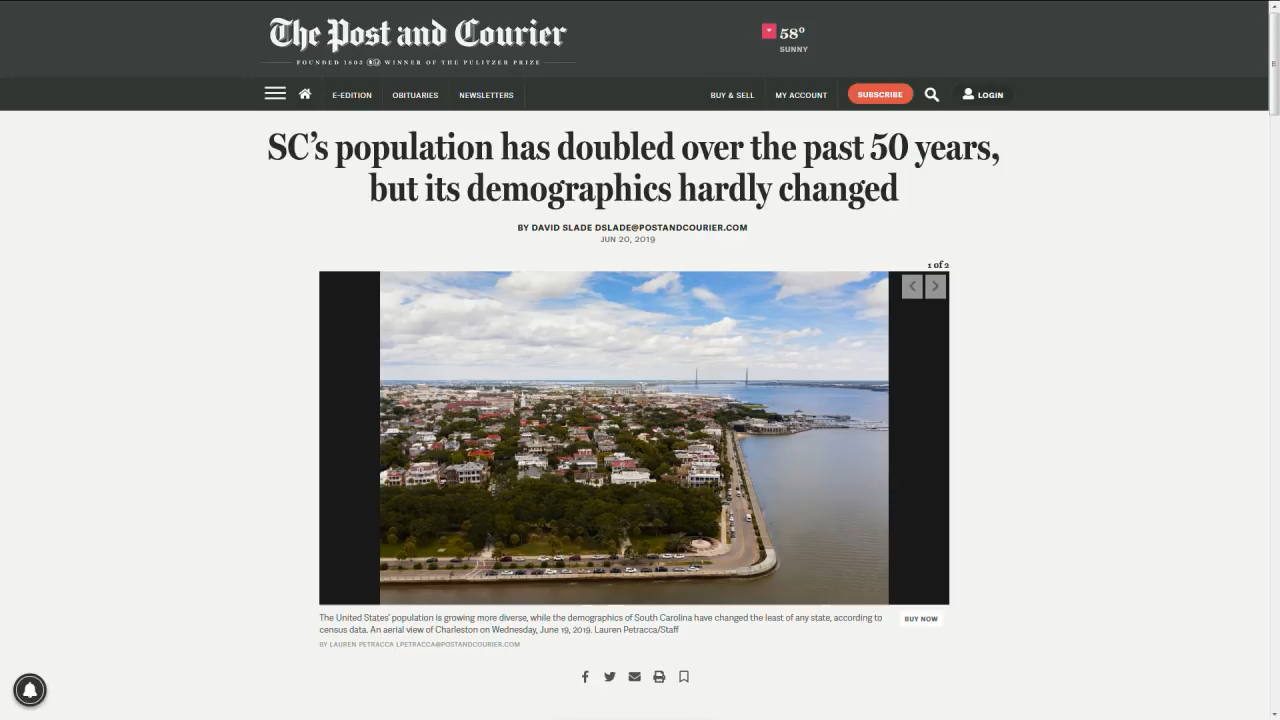 The Post and Courier
58°
SUNNY
FOUNDED 1803 WINNER OF THE PULITZER PRIZE
E-EDITION
OBITUARIES
NEWSLETTERS
BUY & SELL
MY ACCOUNT
SUBSCRIBE
LOGIN
SC's population has doubled over the past 50 years,
but its demographics hardly changed
BY DAVID SLADE DSLADE@POSTANDCOURIER.COM
JUN 20, 2019
1 of 2
The United States' population is growing more diverse, while the demographics of South Carolina have changed the least of any state, according to
census data. An aerial view of Charleston on Wednesday, June 19, 2019. Lauren Petracca/Staff
BUY NOW
BY LAUREN PETRACCA LPETRACCA@POSTANDCOURIER.COM